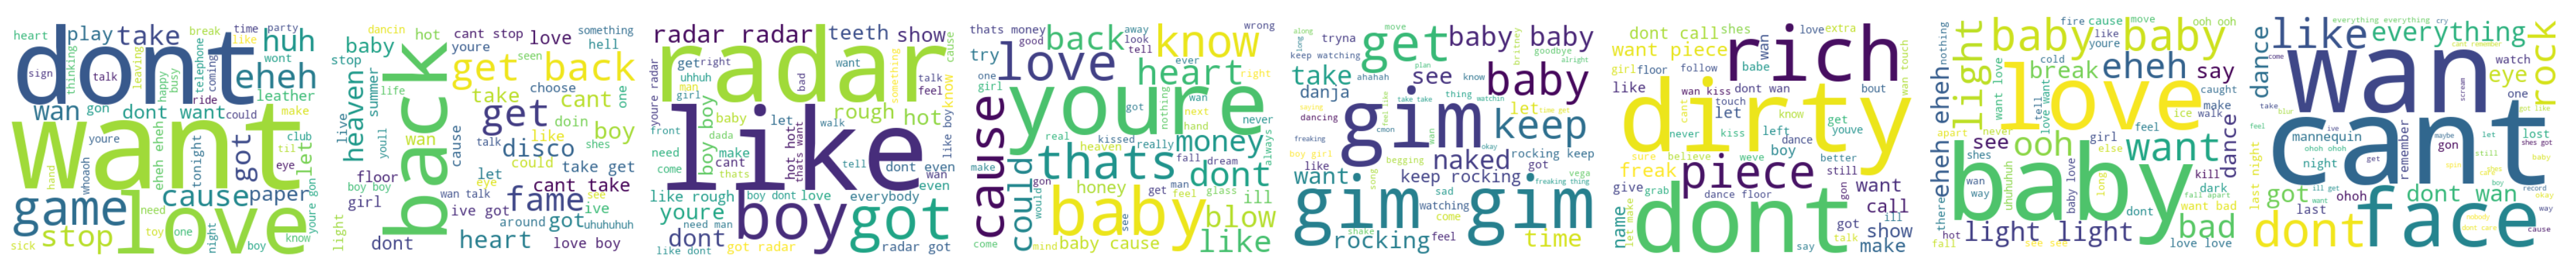 heart play take break time party like huh
dont
sign thinking talk leaving happy busy telephone coming wont eheh
wan gon dont want could ride leather
want
youre club til eye let got tonight whoaoh hand eheh eheh make
game cause paper
stop love
need toy one boy know youre gon sick night
dancin hot cant stop love something hell
baby stop youre seen
heaven summer life live youll wan back cause
get back
take choose cant one
get boy
doin like shes talk disco could take get
floor let eye see
boy boy girl wan talk fame cant take
ive got around got ive uhuhuhuh
light dont heart love boy
radar radar teeth show
get right want bad something talk feel cause
radar
uhhuh man girl youre radar boy boy baby dada let walk rough hot
like
front need come make cant thats hot hot thats want tell dont even wan even like boy know
like rough boy dont love everybody
youre need man boy got
dont got radar radar got
like dont
thats money good back away look tell wrong know
try love ever heart right
one girl
youre
cause got nothing wan next hand never always
real kissed really money
could heaven thats fall dream dont
would gon honey get man glass ill
baby blow
come mind baby cause see like
along long tryna move get baby baby britney goodbye alright
keep watching plan
take ahahah see know baby
danja thing watchin let
saying dancing gim keep
feel like take take time get
freaking cmon wan okay
boy girl begging naked rocking keep
like song keep rocking got vega
want sad freaking thing
watching come
gim gim
rocking shake feel time
dont call shes love extra
want piece rich
wan
girl floor follow babe want touch
like wan kiss dont wan bout
dirty
touch let know cant get youve
never kiss left dance
freak sure believe weve boy better still
give grab piece gon want
name dance floor call
let make dont got ill show
say talk make
nothing fire cause move ooh ooh
light baby baby
like youre
eheh eheh thereheh want love cold break eheh say
love
tell caught
apart never see ooh want make ice walk
shes girl feel else dance
wan want way uhuhuhuh baby love long baby love want kill dark
fall apart dont want bad
hot light light bad
fall see see love love
everything everything cry
dance like everything rock
come cant remember
wan
watch eye one
take blur scream
cant
feel ive mannequin remember maybe let lost
ohoh ohoh gon still shes got get like
last night night get spin baby
got ill get dont wan boy
want last ohoh record way
dont face
nobody dont care cause